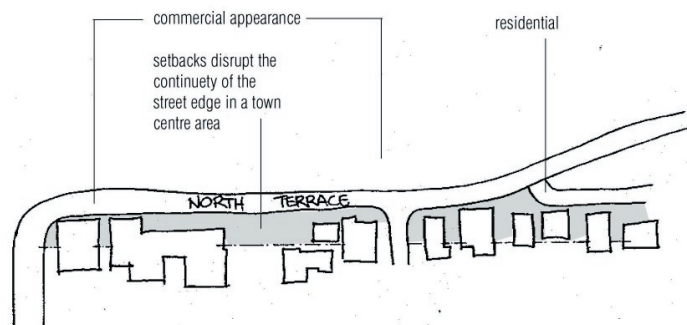 commercial appearance
residential
setbacks disrupt the
continuety of the
street edge in a town
centre area
NORTH TERRACE